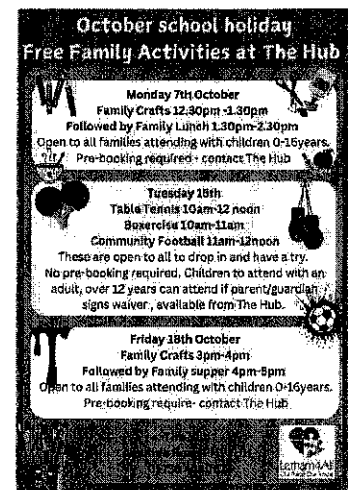 October school holiday
Free Family Activities at The Hub
Monday 7th October
Family Crafts 12.30pm -1.30pm
Followed by Family Lunch 1.30pm-2.30pm
Open to all families attending with children 0-16years.
Pre-booking required - contact The Hub
Tuesday 15th
Table Tennis 10am-12 noon
Boxercise 10am-11am
Community Football 11am-12noon
These are open to all to drop in and have a try.
No pre-booking required. Children to attend with an
adult, over 12 years can attend if parent/guardian
signs waiver, available from The Hub.
Friday 18th October
Family Crafts 3pm-4pm
Followed by Family supper 4pm-5pm
Open to all families attending with children 0-16years.
Pre-booking require- contact The Hub
Letham4All